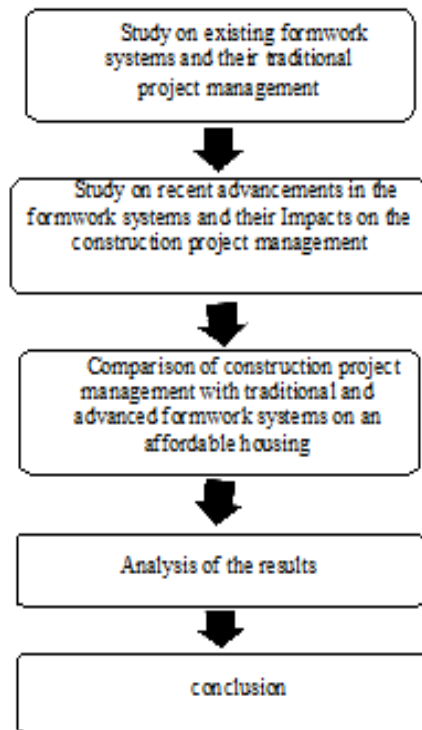 Study on existing formwork
systems and their traditional
project management
Study on recent advancements in the
formwork systems and their Impacts on the
construction project management
Comparison of construction project
management with traditional and
advanced formwork systems on an
affordable housing
Analysis of the results
conclusion